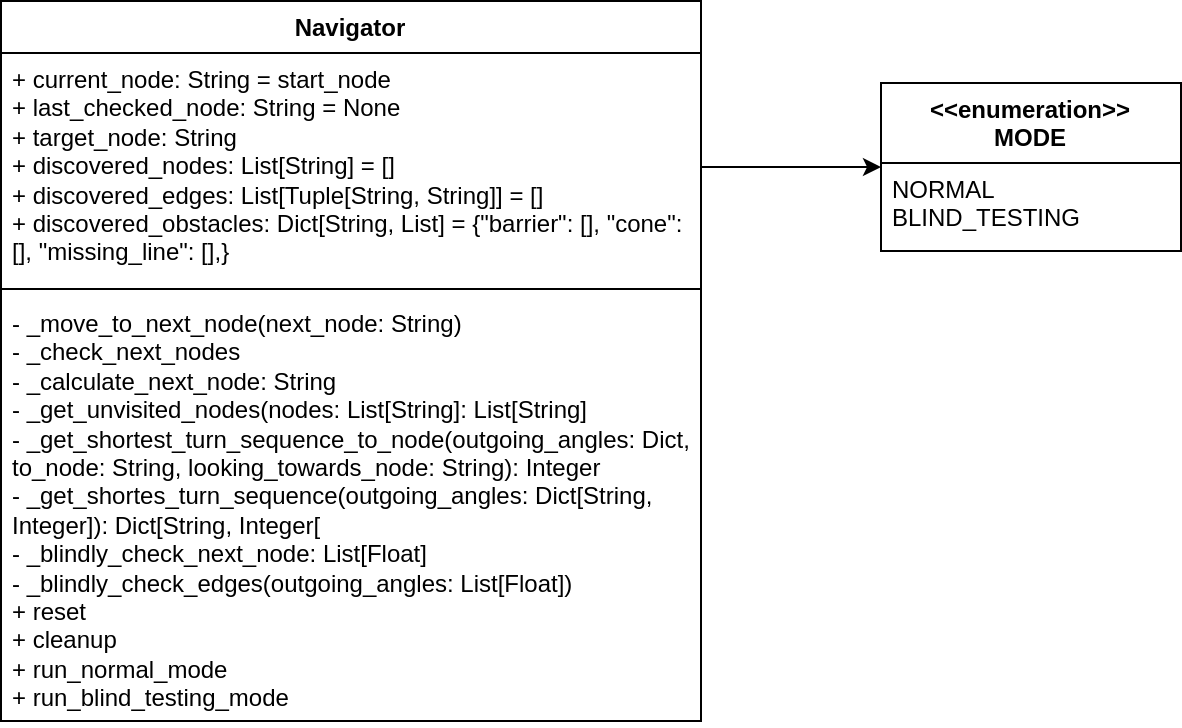 Navigator
+ current_node: String = start_node
+ last_checked_node: String = None
+ target_node: String
+ discovered_nodes: List[String] = []
+ discovered_edges: List[Tuple[String, String]] = []
+ discovered_obstacles: Dict[String, List] = {"barrier": [], "cone":
[], "missing_line": [],}
- _move_to_next_node(next_node: String)
- _check_next_nodes
- _calculate_next_node: String
- _get_unvisited_nodes(nodes: List[String]: List[String]
- _get_shortest_turn_sequence_to_node(outgoing_angles: Dict,
to_node: String, looking_towards_node: String): Integer
- _get_shortes_turn_sequence(outgoing_angles: Dict[String,
Integer]): Dict[String, Integer[
- _blindly_check_next_node: List[Float]
- _blindly_check_edges(outgoing_angles: List[Float])
+ reset
+ cleanup
+ run_normal_mode
+ run_blind_testing_mode
<<enumeration>>
MODE
NORMAL
BLIND_TESTING